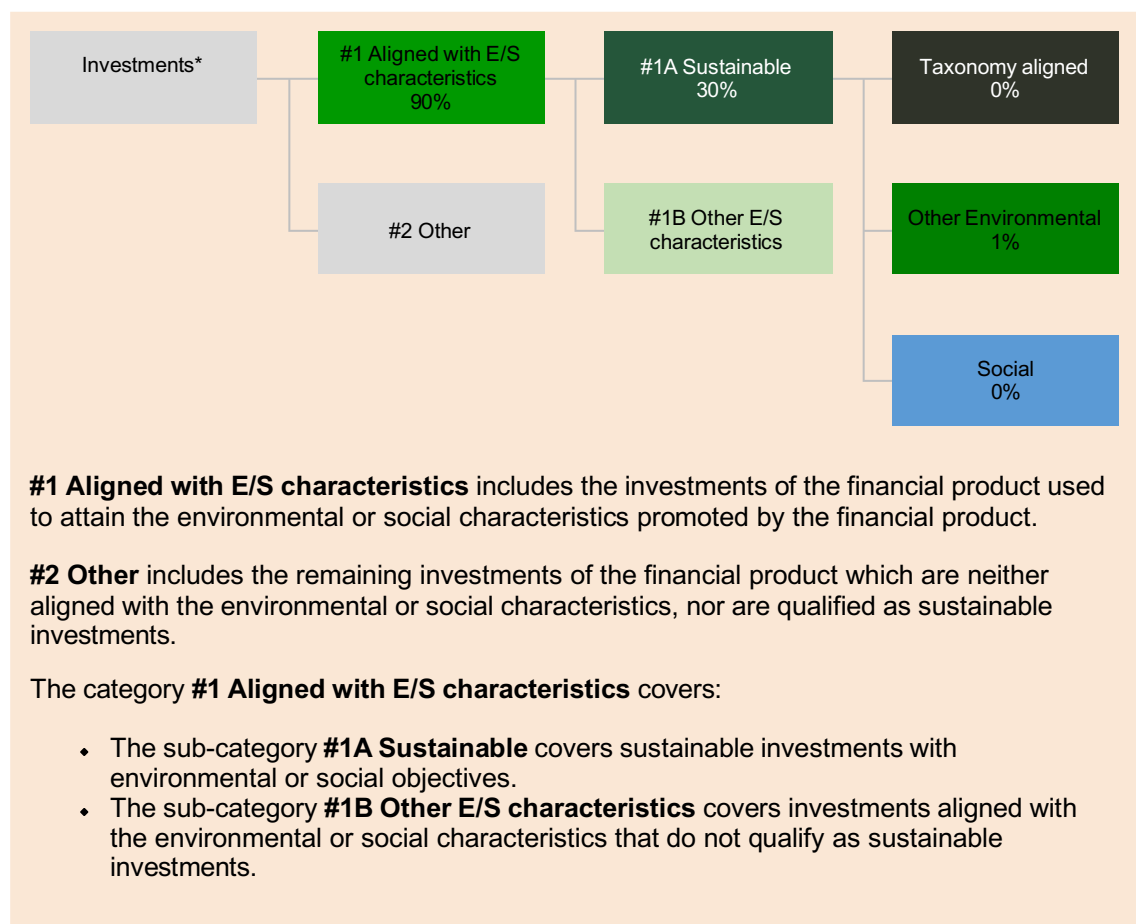 Investments*
#1 Aligned with E/S
characteristics
90%
#1A Sustainable
30%
Taxonomy aligned
0%
#2 Other
#1B Other E/S
characteristics
Other Environmental
1%
Social
0%
#1 Aligned with E/S characteristics includes the investments of the financial product used
to attain the environmental or social characteristics promoted by the financial product.
#2 Other includes the remaining investments of the financial product which are neither
aligned with the environmental or social characteristics, nor are qualified as sustainable
investments.
The category #1 Aligned with E/S characteristics covers:
• The sub-category #1A Sustainable covers sustainable investments with
environmental or social objectives.
• The sub-category #1B Other E/S characteristics covers investments aligned with
the environmental or social characteristics that do not qualify as sustainable
investments.